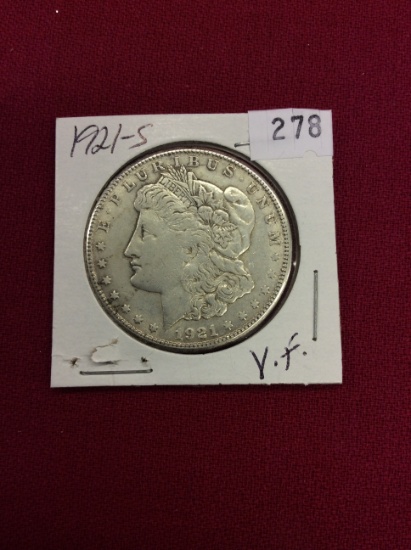 1921-S
278
E · PLURIBUS · UNUM
1921
V.F.